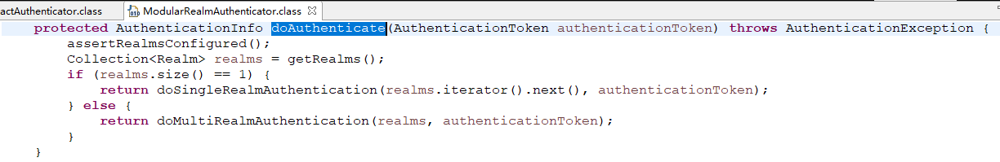 actAuthenticator.class ModularRealmAuthenticator.class
protected AuthenticationInfo doAuthenticate(AuthenticationToken authenticationToken) throws AuthenticationException {
assertRealmsConfigured();
Collection<Realm> realms = getRealms();
if (realms.size() == 1) {
return doSingleRealmAuthentication(realms.iterator().next(), authenticationToken);
} else {
return doMultiRealmAuthentication(realms, authenticationToken);
}
}